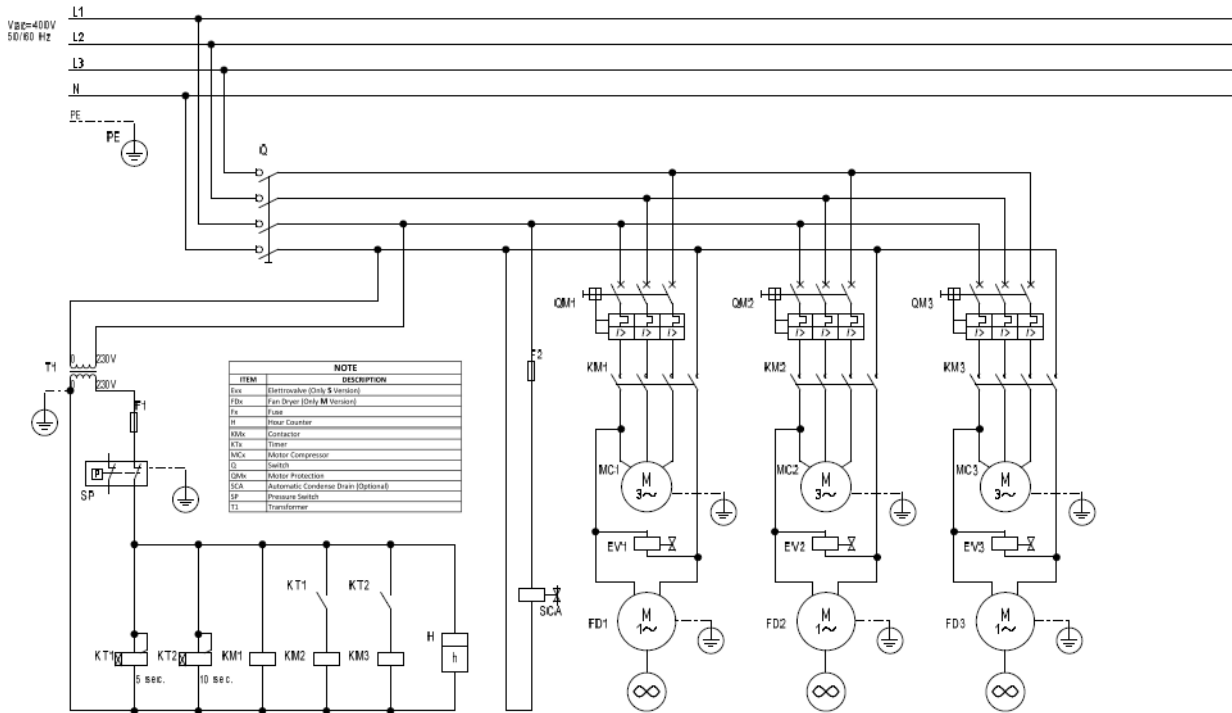 L1
Vac=400V
50/60 Hz
L2
L3
N
PE
PE
Q
QM1
QM2
QM3
T1
0 230V
0 230V
F1
F2
NOTE
ITEM DESCRIPTION
Evx Elettrovalve (Only S Version)
FDx Fan Dryer (Only M Version)
Fx Fuse
H Hour Counter
KMx Contactor
KTx Timer
MCx Motor Compressor
Q Switch
QMx Motor Protection
SCA Automatic Condense Drain (Optional)
SP Pressure Switch
T1 Transformer
I> I> I>
I> I> I>
I> I> I>
KM1
KM2
KM3
P
SP
MC1
M
3~
MC2
M
3~
MC3
M
3~
EV1
EV2
EV3
KT1
KT2
SCA
FD1
M
1~
FD2
M
1~
FD3
M
1~
KT1
5 sec.
KT2
10 sec.
KM1
KM2
KM3
H
h